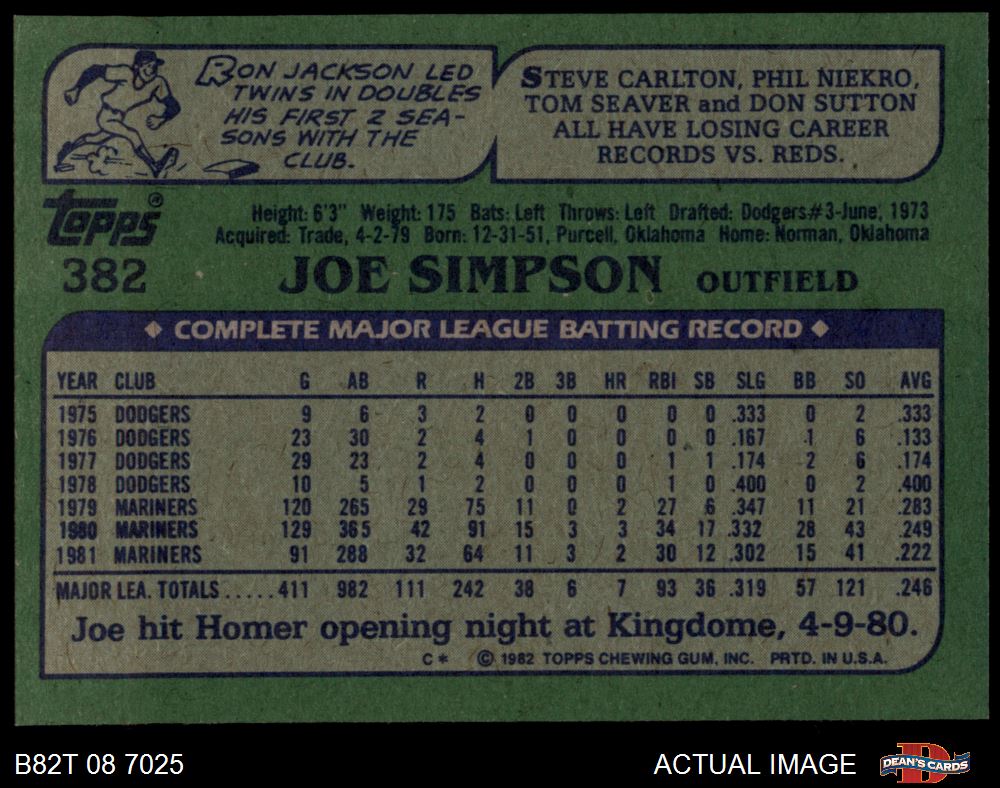 RON JACKSON LED
TWINS IN DOUBLES
HIS FIRST 2 SEA-
SONS WITH THE
CLUB.
STEVE CARLTON, PHIL NIEKRO,
TOM SEAVER and DON SUTTON
ALL HAVE LOSING CAREER
RECORDS VS. REDS.
TOPPS®
382
Height: 6'3" Weight: 175 Bats: Left Throws: Left Drafted: Dodgers#3-June, 1973
Acquired: Trade, 4-2-79 Born: 12-31-51, Purcell, Oklahoma Home: Norman, Oklahoma
JOE SIMPSON OUTFIELD
◆ COMPLETE MAJOR LEAGUE BATTING RECORD ◆
YEAR CLUB G AB R H 2B 3B HR RBI SB SLG BB SO AVG
1975 DODGERS 9 6 3 2 0 0 0 0 0 .333 0 2 .333
1976 DODGERS 23 30 2 4 1 0 0 0 0 .167 1 6 .133
1977 DODGERS 29 23 2 4 0 0 0 1 1 .174 2 6 .174
1978 DODGERS 10 5 1 2 0 0 0 1 0 .400 0 2 .400
1979 MARINERS 120 265 29 75 11 0 2 27 6 .347 11 21 .283
1980 MARINERS 129 365 42 91 15 3 3 34 17 .332 28 43 .249
1981 MARINERS 91 288 32 64 11 3 2 30 12 .302 15 41 .222
MAJOR LEA. TOTALS.....411 982 111 242 38 6 7 93 36 .319 57 121 .246
Joe hit Homer opening night at Kingdome, 4-9-80.
C* © 1982 TOPPS CHEWING GUM, INC. PRTD. IN U.S.A.
B82T 08 7025
ACTUAL IMAGE
DEAN'S CARDS